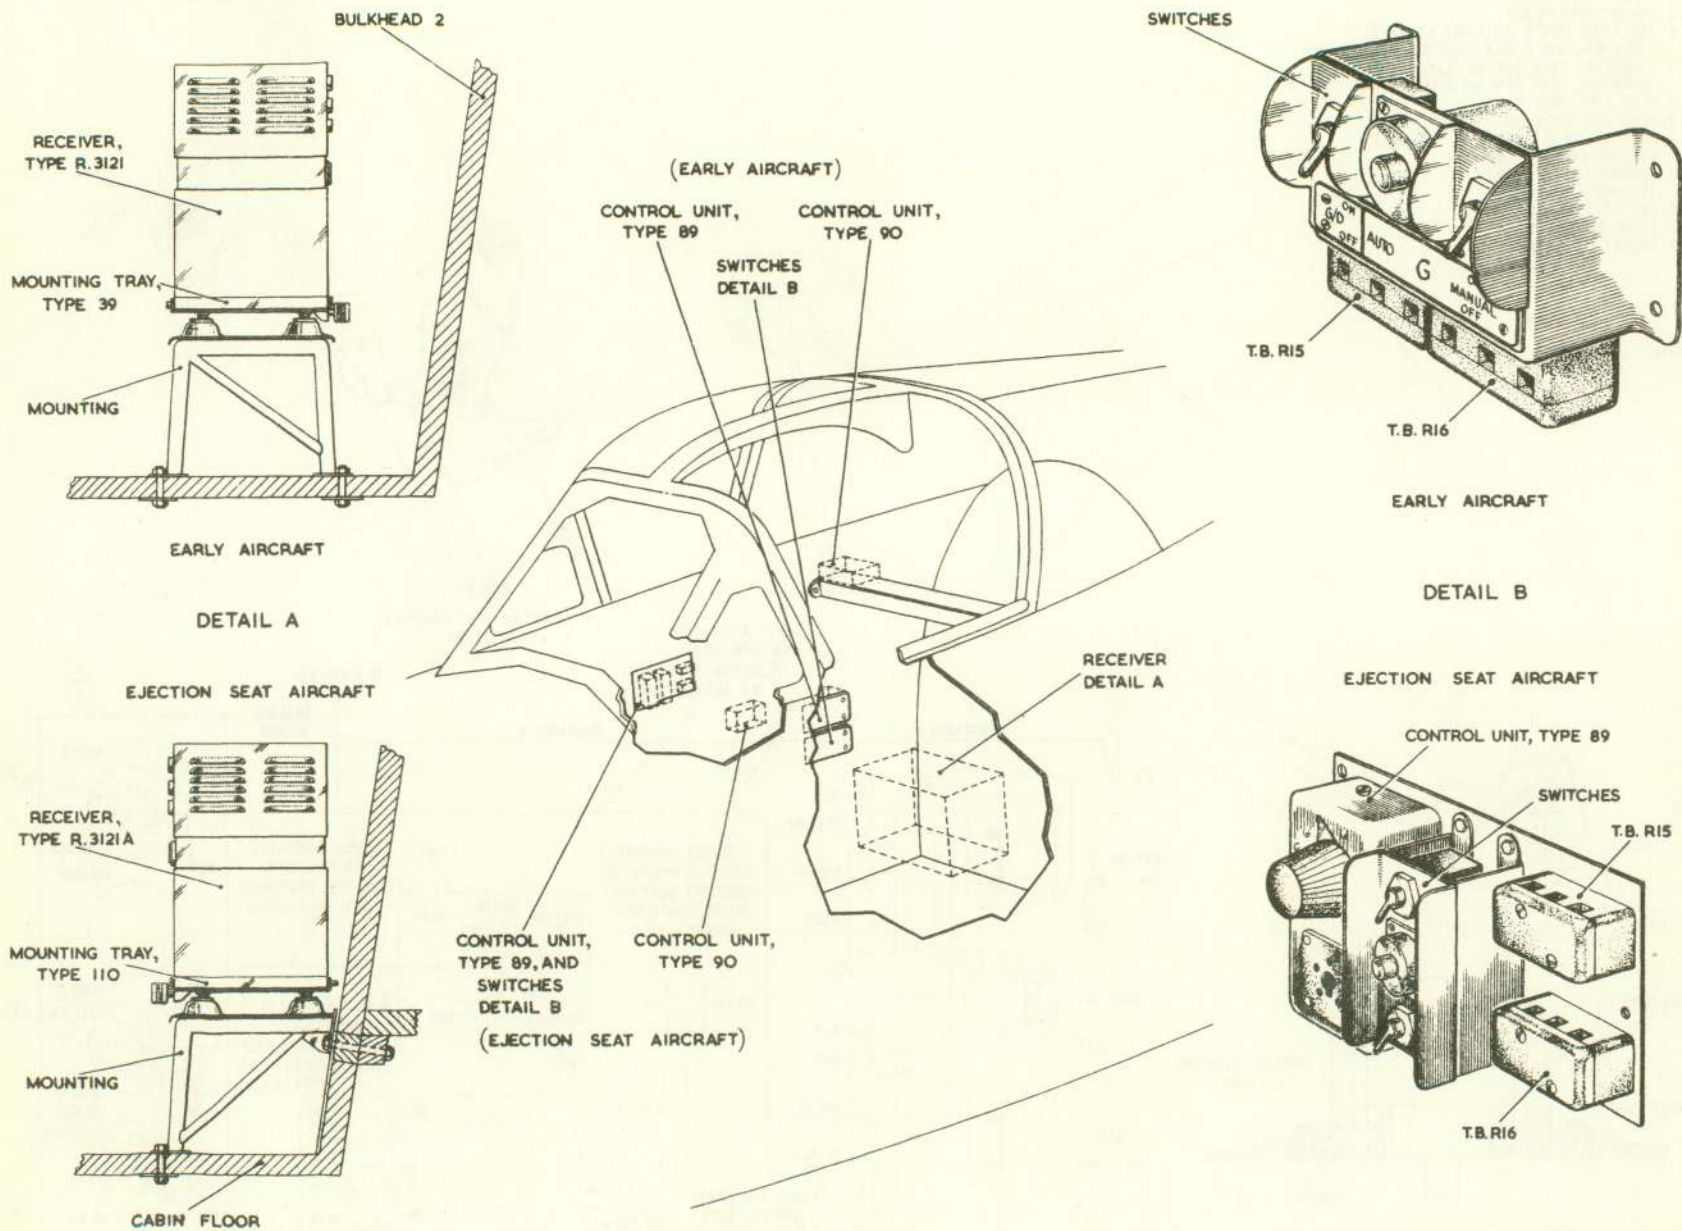 BULKHEAD 2
RECEIVER,
TYPE R.3121
MOUNTING TRAY,
TYPE 39
MOUNTING
EARLY AIRCRAFT
DETAIL A
EJECTION SEAT AIRCRAFT
RECEIVER,
TYPE R.3121A
MOUNTING TRAY,
TYPE 110
MOUNTING
CABIN FLOOR
(EARLY AIRCRAFT)
CONTROL UNIT,
TYPE 89
CONTROL UNIT,
TYPE 90
SWITCHES
DETAIL B
RECEIVER
DETAIL A
CONTROL UNIT,
TYPE 89, AND
SWITCHES
DETAIL B
CONTROL UNIT,
TYPE 90
(EJECTION SEAT AIRCRAFT)
SWITCHES
ON
G/D
OFF
AUTO
G
MANUAL
OFF
T.B. R15
T.B. R16
EARLY AIRCRAFT
DETAIL B
EJECTION SEAT AIRCRAFT
CONTROL UNIT, TYPE 89
SWITCHES
T.B. R15
T.B. R16